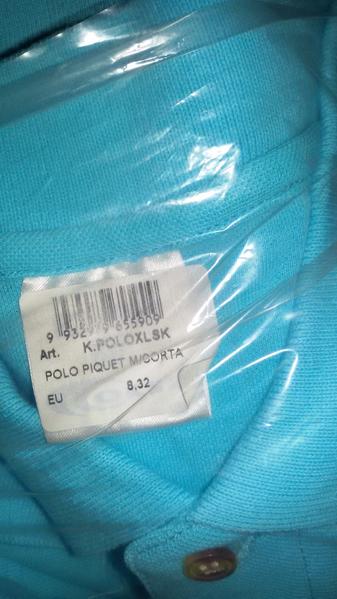 9 932979 655909
Art. K.POLOXLSK
POLO PIQUET M/CORTA
EU 8,32